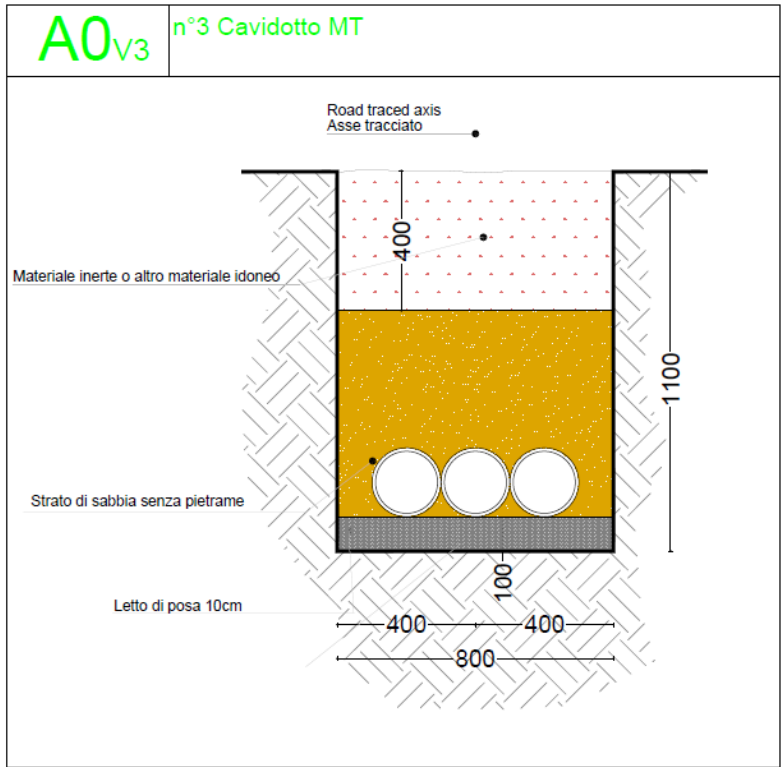 A0V3
n°3 Cavidotto MT
Road traced axis
Asse tracciato
400
Materiale inerte o altro materiale idoneo
1100
Strato di sabbia senza pietrame
100
Letto di posa 10cm
400 400
800